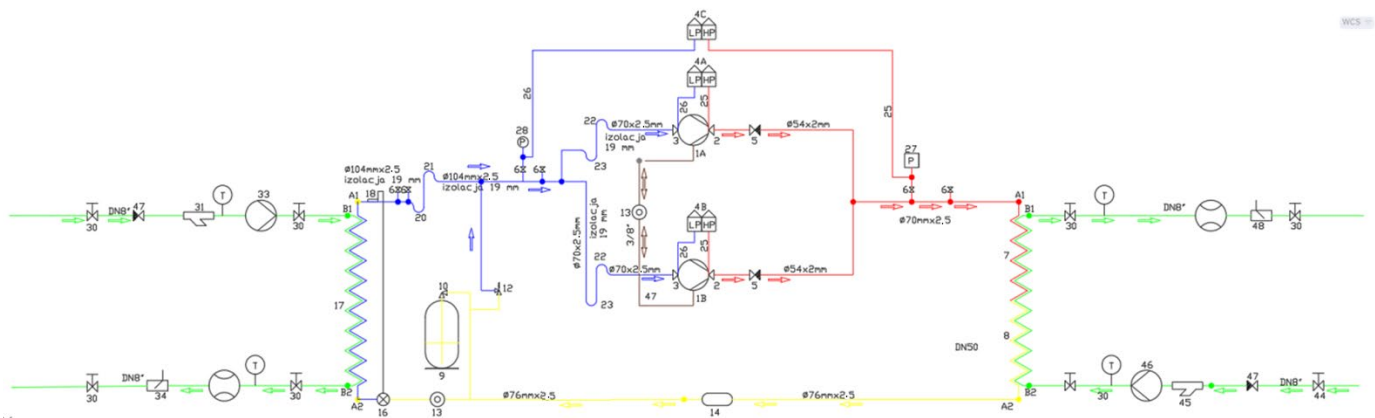 WCS
4C
LP HP
4A
LP HP
26
25
26
25
28
P
22
Ø70x2.5mm
izolacja
19 mm
3
2
5
Ø54x2mm
1A
23
27
P
25
Ø104mmx2.5
izolacja 19 mm
21
18
6
6
20
Ø104mmx2.5
izolacja 19 mm
6
6
6
6
Ø70x2,5mm
izolacja
19 mm
13
3/8"
Ø70mmx2,5
4B
LP HP
26
25
22
Ø70x2.5mm
3
2
5
Ø54x2mm
23
47
1B
30
DN8"
47
31
T
33
30
A1
B1
17
B2
A2
30
DN8"
34
T
30
10
12
9
16
13
Ø76mmx2.5
14
Ø76mmx2.5
A1
B1
7
8
DN50
B2
A2
30
T
DN8"
48
30
T
30
46
45
47
DN8"
44